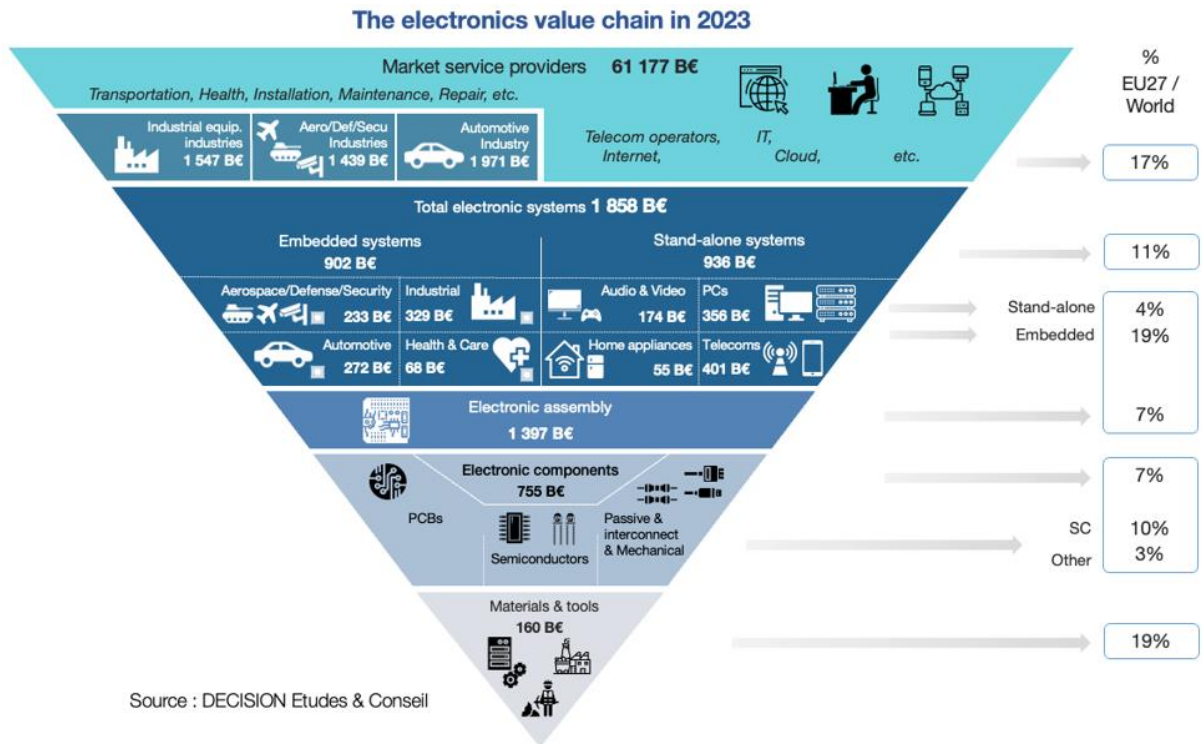 The electronics value chain in 2023
Market service providers 61 177 B€
Transportation, Health, Installation, Maintenance, Repair, etc.
Industrial equip.
industries
1 547 B€
Aero/Def/Secu
Industries
1 439 B€
Automotive
Industry
1 971 B€
Telecom operators, IT,
Internet, Cloud, etc.
%
EU27 /
World
17%
Total electronic systems 1 858 B€
11%
Embedded systems
902 B€
Stand-alone systems
936 B€
Aerospace/Defense/Security
233 B€
Industrial
329 B€
Audio & Video
174 B€
PCs
356 B€
Stand-alone 4%
Embedded 19%
Automotive
272 B€
Health & Care
68 B€
Home appliances
55 B€
Telecoms
401 B€
Electronic assembly
1 397 B€
7%
Electronic components
755 B€
7%
PCBs
Semiconductors
Passive &
interconnect
& Mechanical
SC 10%
Other 3%
Materials & tools
160 B€
19%
Source : DECISION Etudes & Conseil